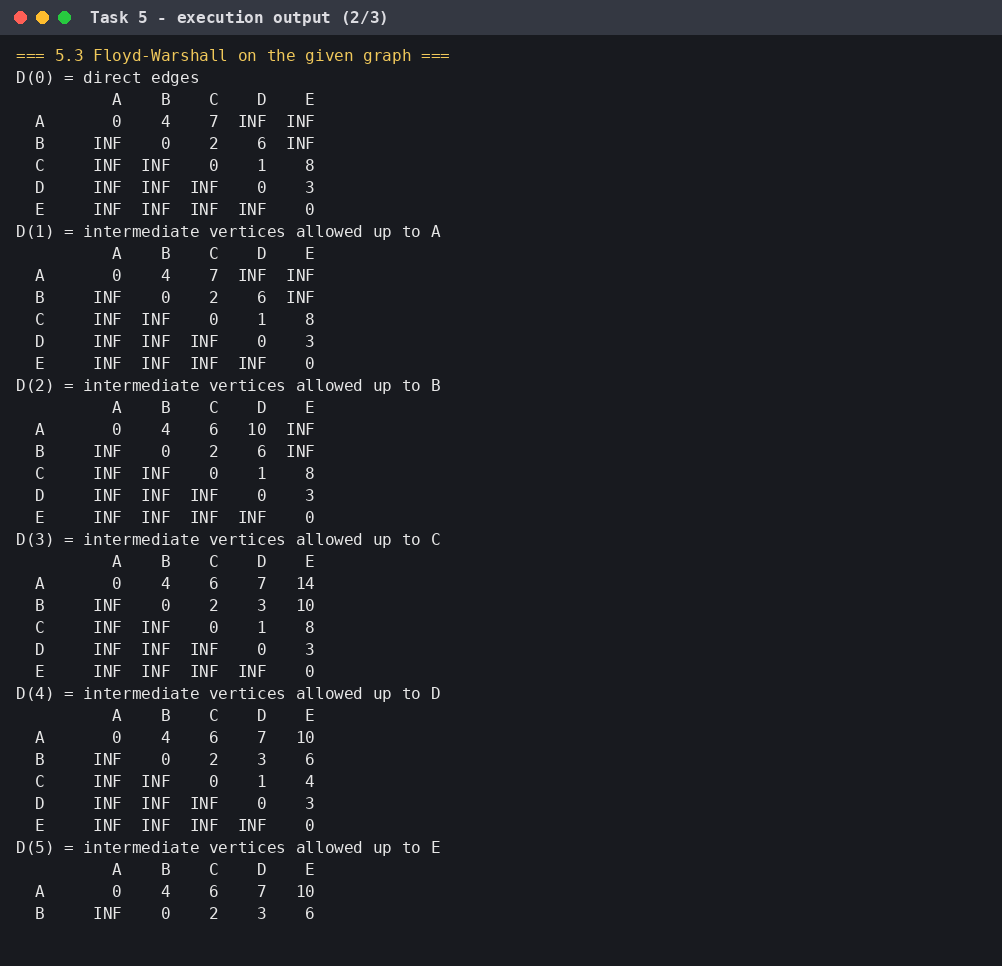 Task 5 - execution output (2/3)
=== 5.3 Floyd-Warshall on the given graph ===
D(0) = direct edges
          A    B    C    D    E
  A       0    4    7  INF  INF
  B     INF    0    2    6  INF
  C     INF  INF    0    1    8
  D     INF  INF  INF    0    3
  E     INF  INF  INF  INF    0
D(1) = intermediate vertices allowed up to A
          A    B    C    D    E
  A       0    4    7  INF  INF
  B     INF    0    2    6  INF
  C     INF  INF    0    1    8
  D     INF  INF  INF    0    3
  E     INF  INF  INF  INF    0
D(2) = intermediate vertices allowed up to B
          A    B    C    D    E
  A       0    4    6   10  INF
  B     INF    0    2    6  INF
  C     INF  INF    0    1    8
  D     INF  INF  INF    0    3
  E     INF  INF  INF  INF    0
D(3) = intermediate vertices allowed up to C
          A    B    C    D    E
  A       0    4    6    7   14
  B     INF    0    2    3   10
  C     INF  INF    0    1    8
  D     INF  INF  INF    0    3
  E     INF  INF  INF  INF    0
D(4) = intermediate vertices allowed up to D
          A    B    C    D    E
  A       0    4    6    7   10
  B     INF    0    2    3    6
  C     INF  INF    0    1    4
  D     INF  INF  INF    0    3
  E     INF  INF  INF  INF    0
D(5) = intermediate vertices allowed up to E
          A    B    C    D    E
  A       0    4    6    7   10
  B     INF    0    2    3    6